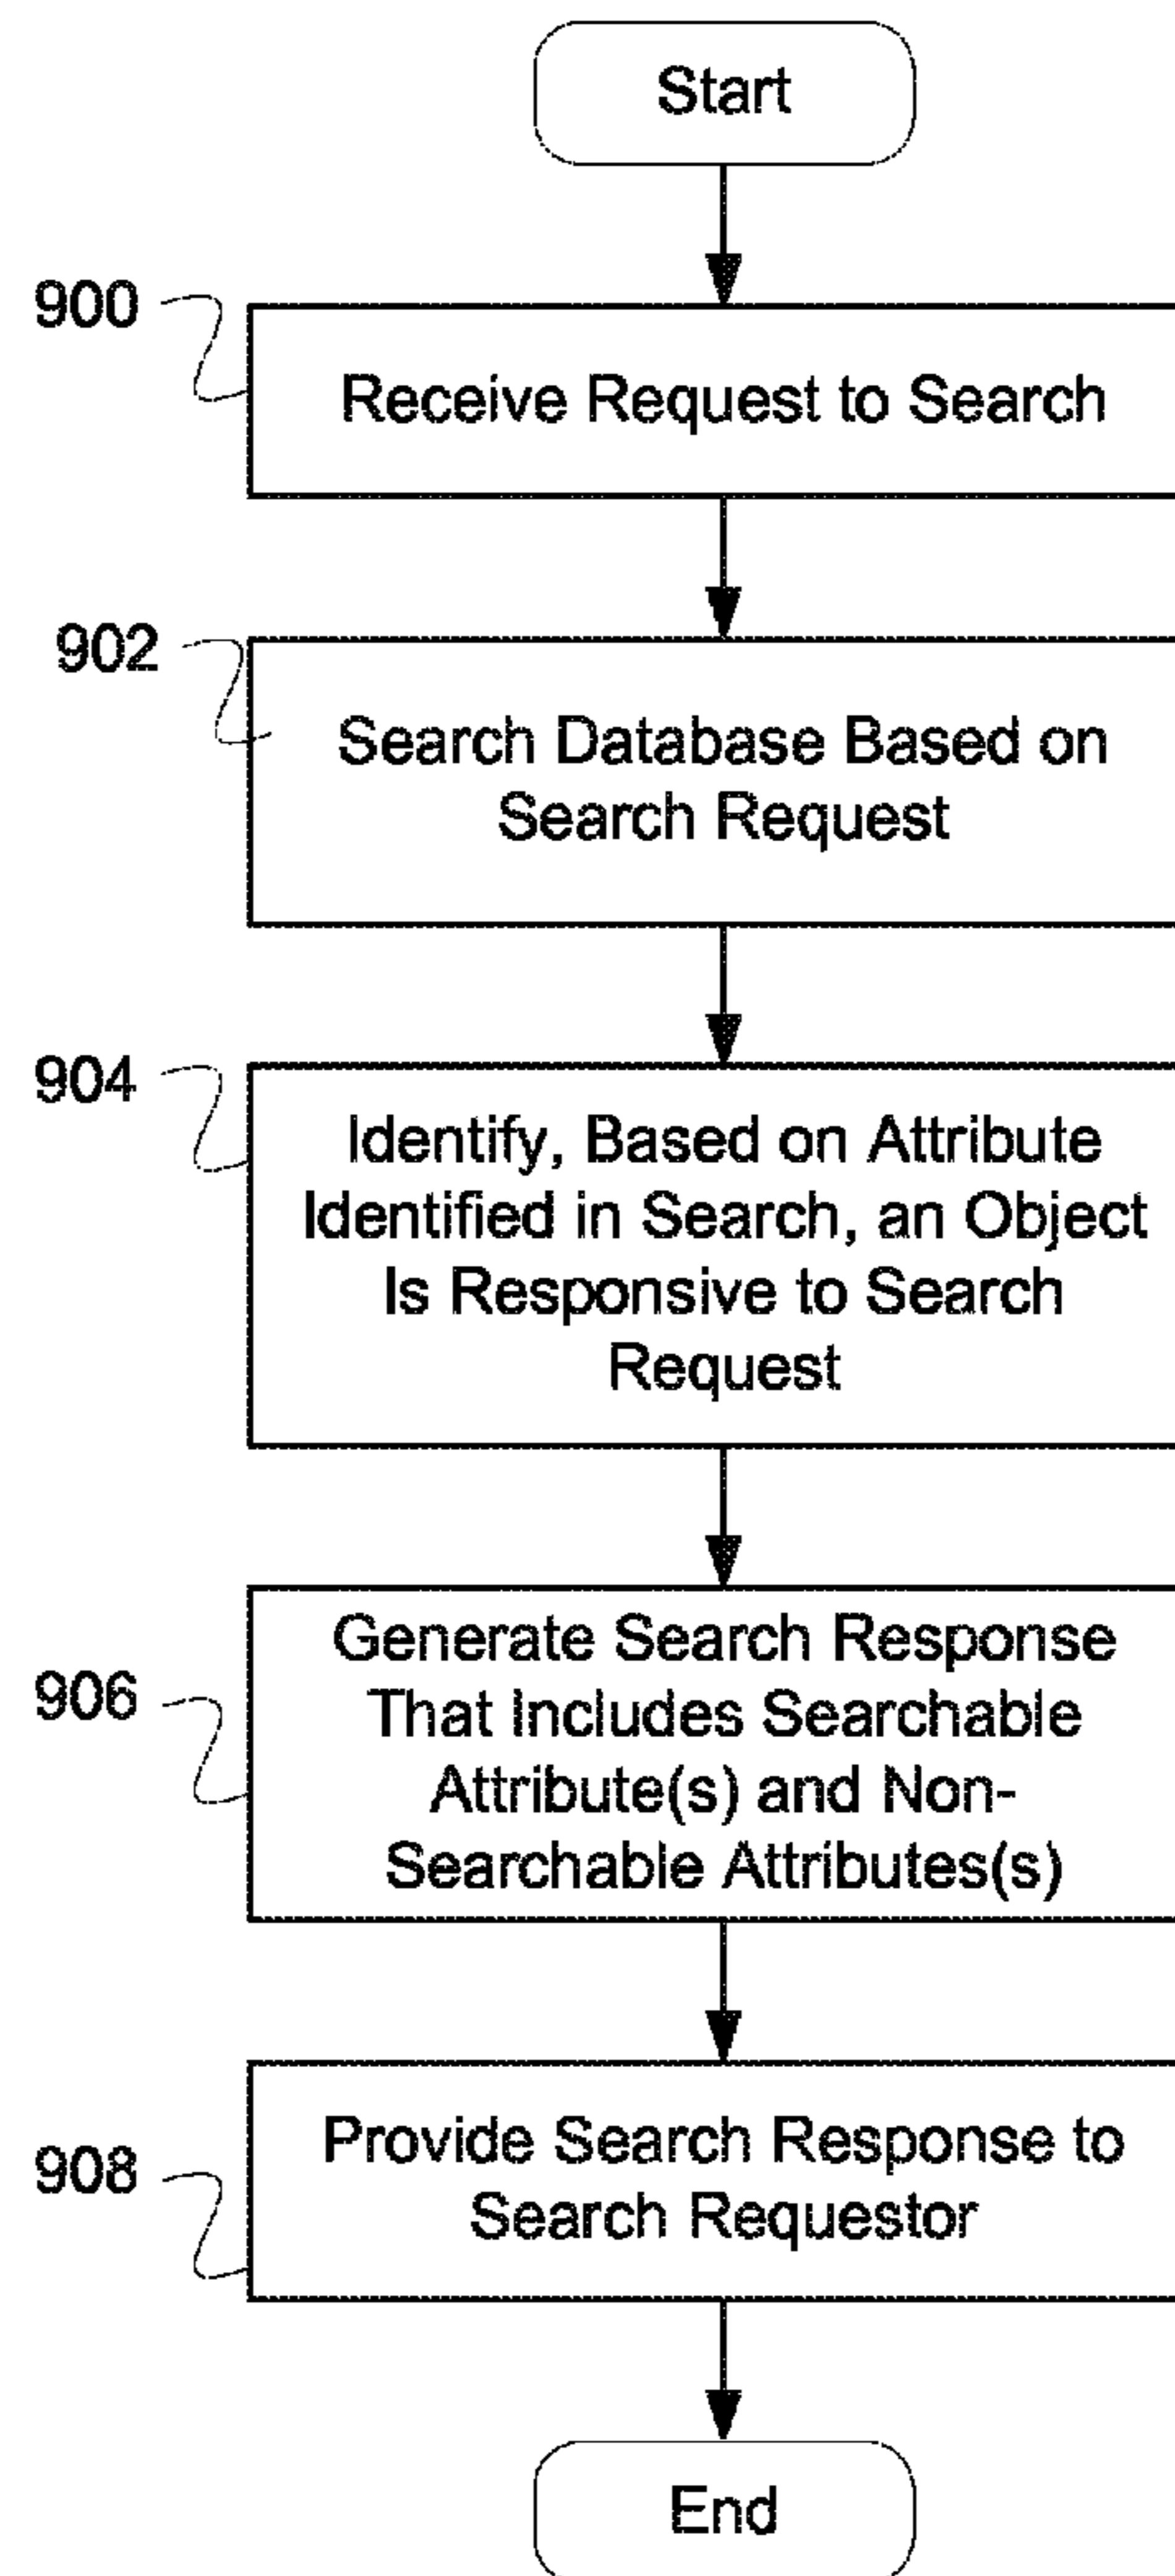 Start
900
Receive Request to Search
902
Search Database Based on
Search Request
904
Identify, Based on Attribute
Identified in Search, an Object
Is Responsive to Search
Request
906
Generate Search Response
That Includes Searchable
Attribute(s) and Non-
Searchable Attributes(s)
908
Provide Search Response to
Search Requestor
End